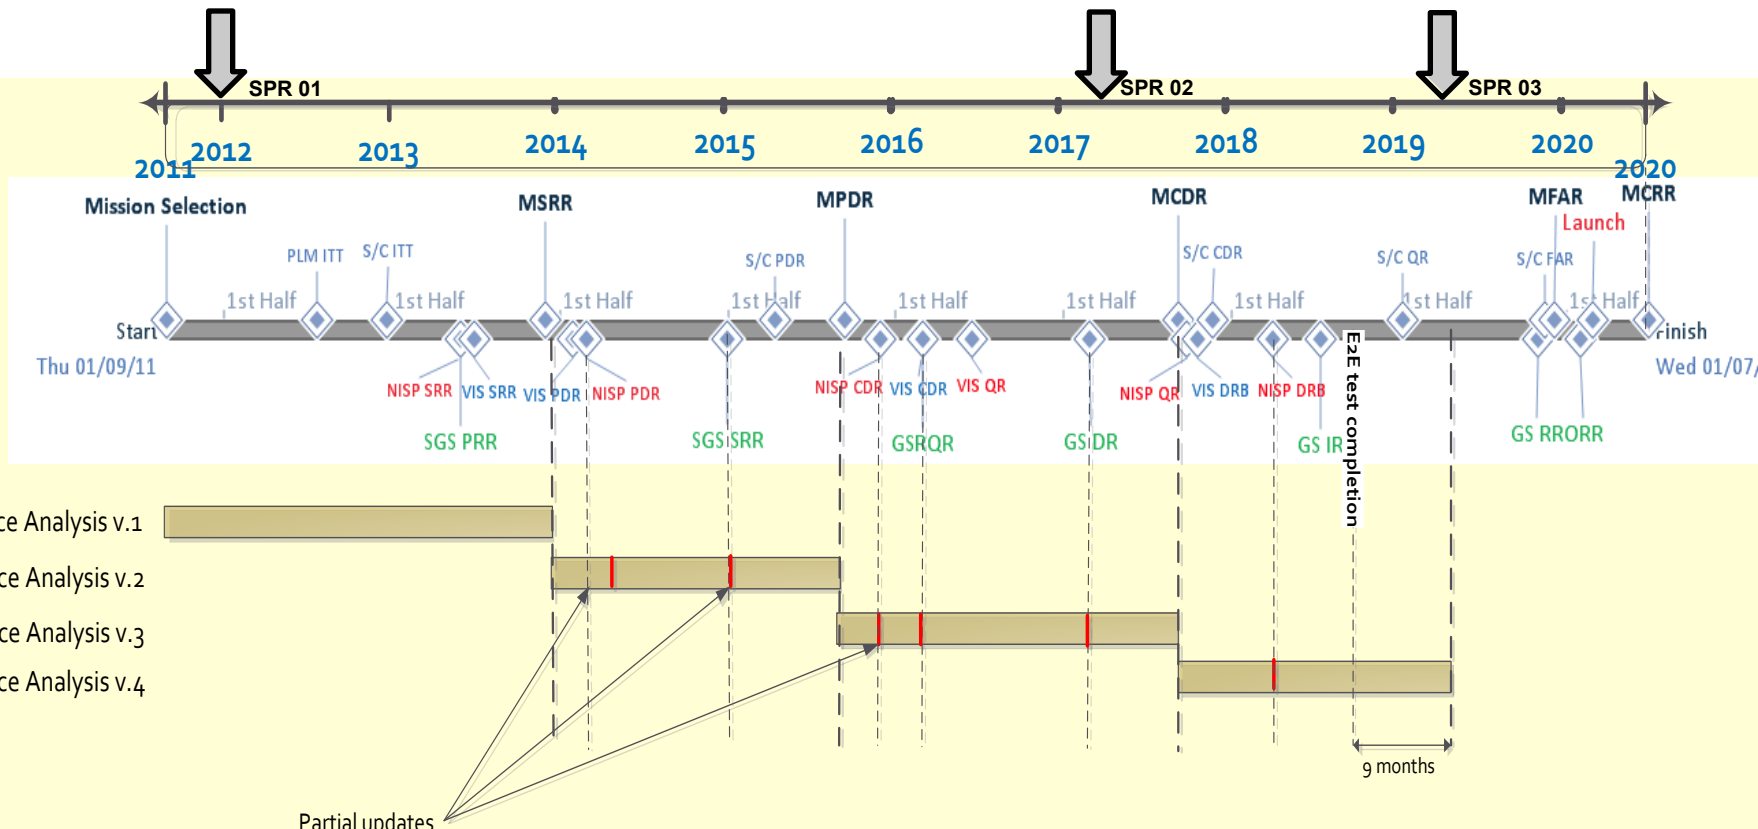 SPR 01
SPR 02
SPR 03
2011
2012
2013
2014
2015
2016
2017
2018
2019
2020
2020
Mission Selection
MSRR
MPDR
MCDR
MFAR
MCRR
Launch
PLM ITT
S/C ITT
S/C PDR
S/C CDR
S/C QR
S/C FAR
1st Half
1st Half
1st Half
1st Half
1st Half
1st Half
1st Half
1st Half
1st Half
Start
Finish
Thu 01/09/11
Wed 01/07/
NISP SRR
VIS SRR
VIS PDR
NISP PDR
NISP CDR
VIS CDR
VIS QR
NISP QR
VIS DRB
NISP DRB
SGS PRR
SGS SRR
GSRQR
GS DR
GS IR
GS RRORR
E2E test completion
ce Analysis v.1
ce Analysis v.2
ce Analysis v.3
ce Analysis v.4
9 months
Partial updates